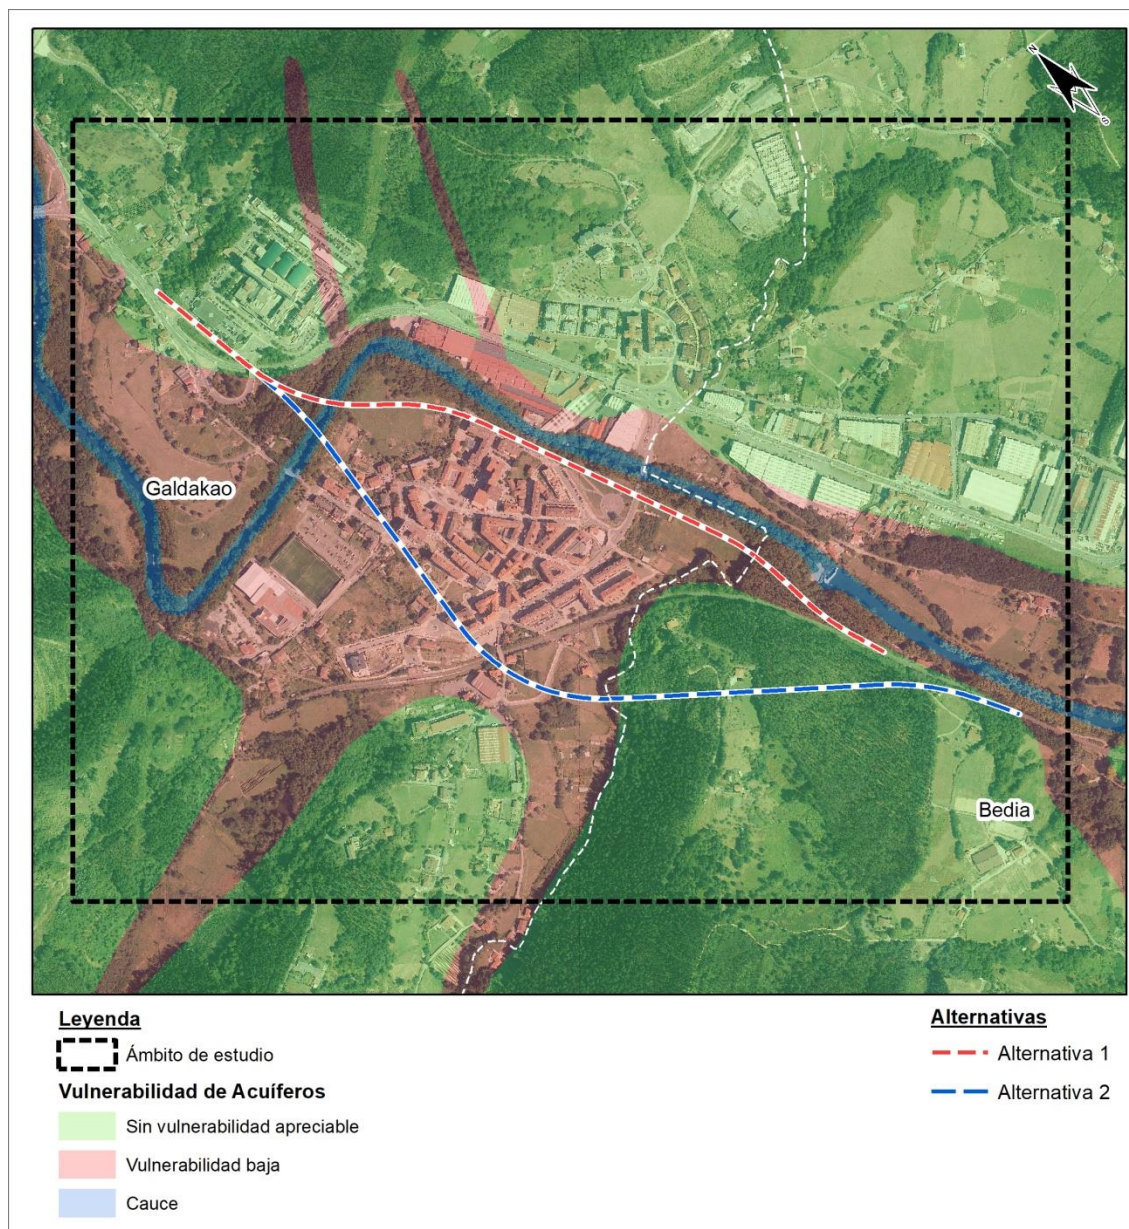 N
S
Galdakao
Bedia
Leyenda
Ámbito de estudio
Vulnerabilidad de Acuíferos
Sin vulnerabilidad apreciable
Vulnerabilidad baja
Cauce
Alternativas
Alternativa 1
Alternativa 2